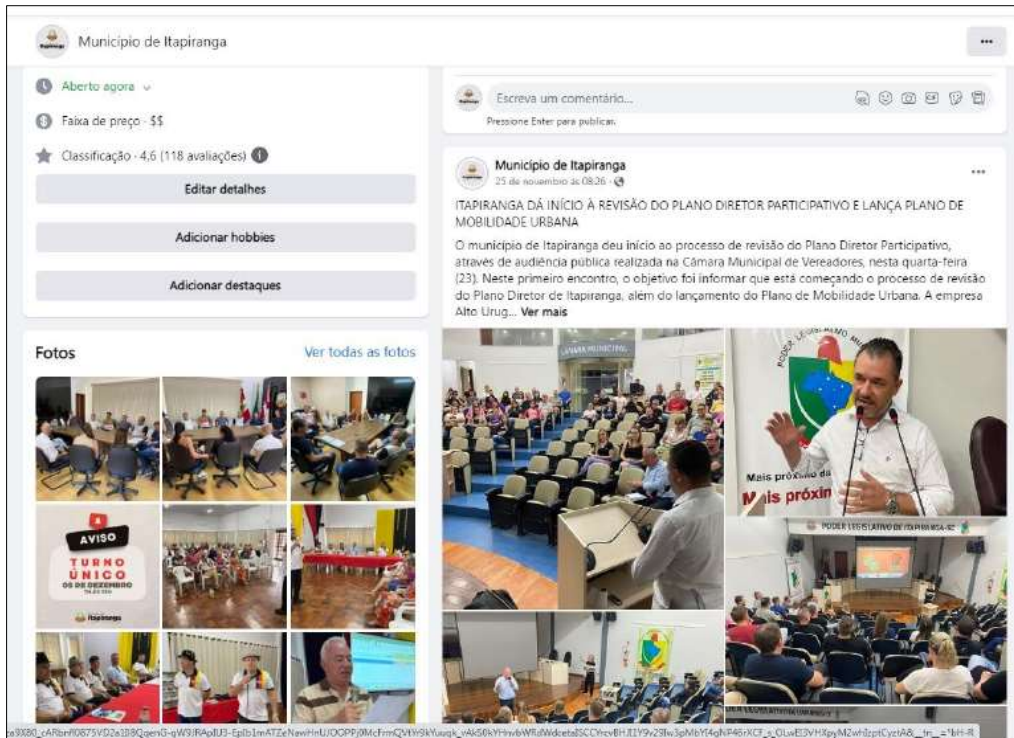 Município de Itapiranga
Aberto agora
Faixa de preço · $$
Classificação · 4,6 (118 avaliações)
Editar detalhes
Adicionar hobbies
Adicionar destaques
Fotos
Ver todas as fotos
AVISO
TURNO
ÚNICO
05 DE DEZEMBRO
Itapiranga
Escreva um comentário...
Pressione Enter para publicar.
Município de Itapiranga
25 de novembro às 08:26 ·
ITAPIRANGA DÁ INÍCIO À REVISÃO DO PLANO DIRETOR PARTICIPATIVO E LANÇA PLANO DE
MOBILIDADE URBANA
O município de Itapiranga deu início ao processo de revisão do Plano Diretor Participativo,
através de audiência pública realizada na Câmara Municipal de Vereadores, nesta quarta-feira
(23). Neste primeiro encontro, o objetivo foi informar que está começando o processo de revisão
do Plano Diretor de Itapiranga, além do lançamento do Plano de Mobilidade Urbana. A empresa
Alto Urug... Ver mais
CÂMARA MUNICIPAL
PODER LEGISLATIVO
Mais próximo da
Mais próxim
PODER LEGISLATIVO DE ITAPIRANGA-SC